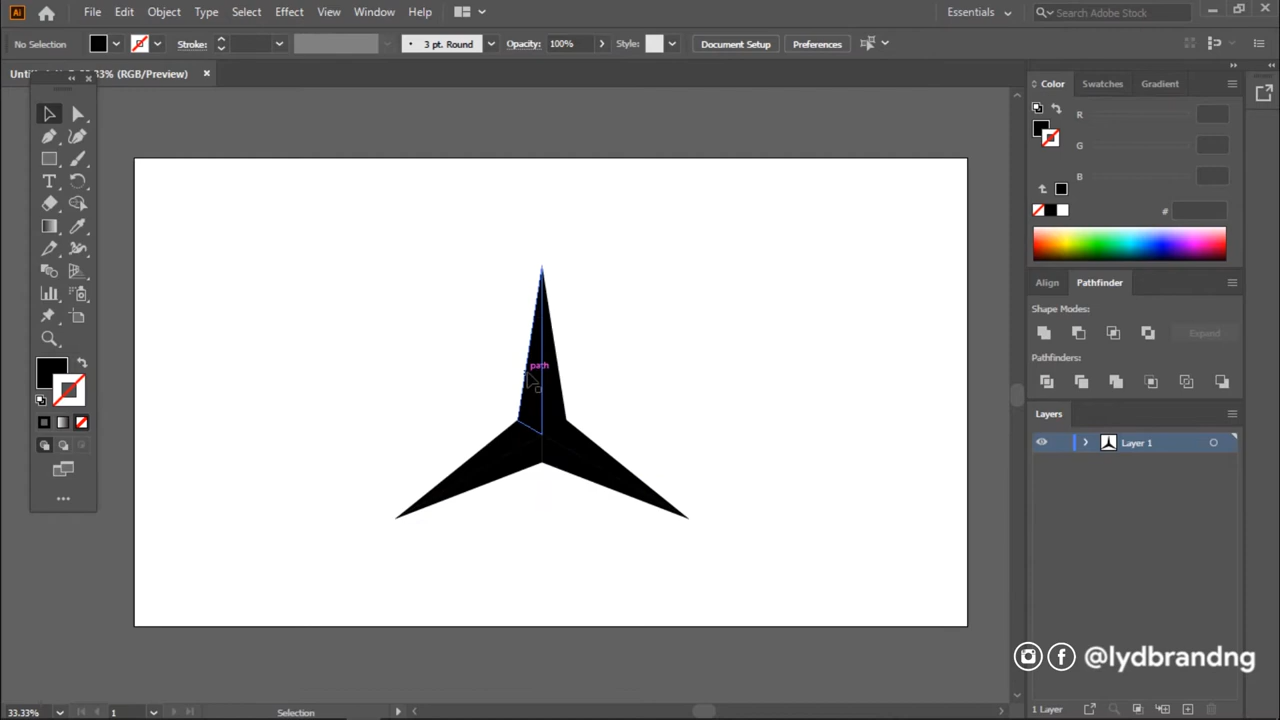 Ai File Edit Object Type Select Effect View Window Help Essentials Search Adobe Stock
No Selection Stroke: 3 pt. Round Opacity: 100% Style: Document Setup Preferences
33% (RGB/Preview)
Color Swatches Gradient
R
G
B
#
Align Pathfinder
Shape Modes:
Expand
Pathfinders:
path
Layers
Layer 1
@lydbrandng
33.33% 1 Selection 1 Layer